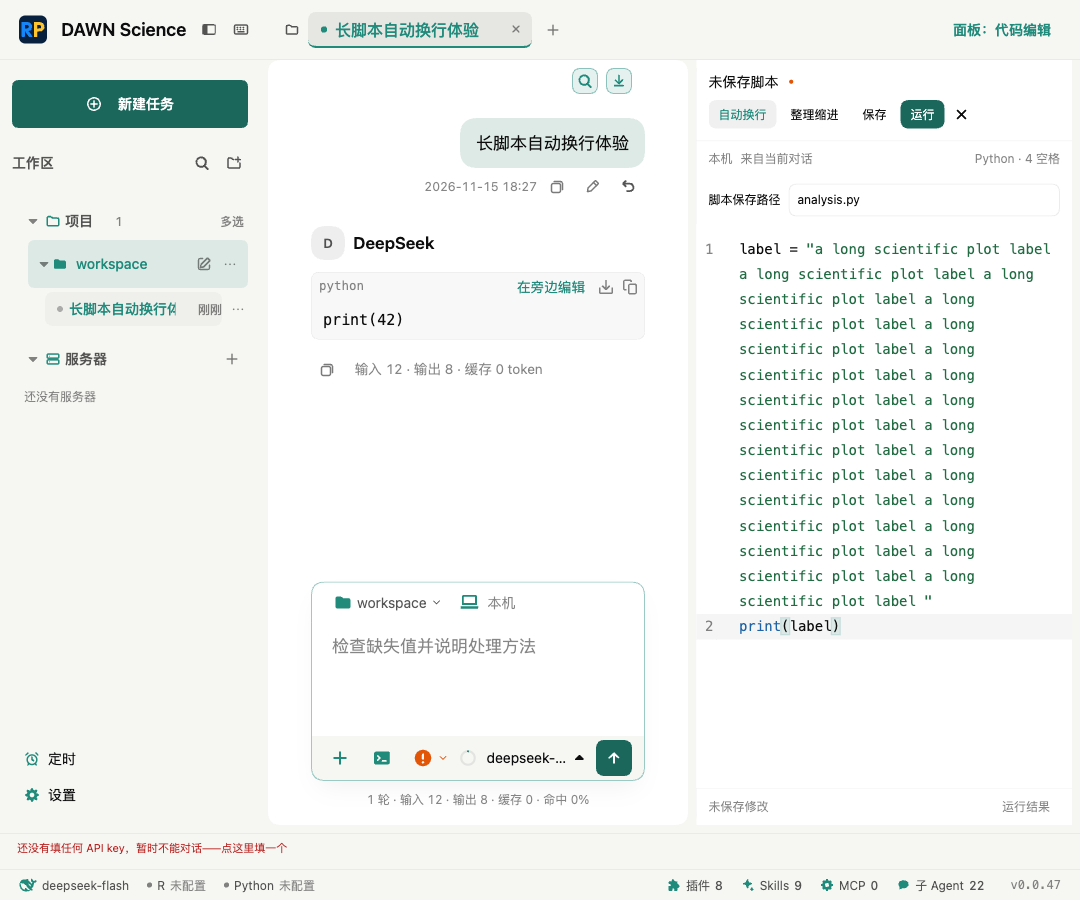 RP DAWN Science
长脚本自动换行体验
面板：代码编辑
新建任务
工作区
项目 1 多选
workspace
长脚本自动换行体 刚刚
服务器
还没有服务器
定时
设置
长脚本自动换行体验
2026-11-15 18:27
D DeepSeek
python 在旁边编辑
print(42)
输入 12 · 输出 8 · 缓存 0 token
workspace 本机
检查缺失值并说明处理方法
deepseek-...
1 轮 · 输入 12 · 输出 8 · 缓存 0 · 命中 0%
未保存脚本
自动换行 整理缩进 保存 运行
本机 来自当前对话 Python · 4 空格
脚本保存路径 analysis.py
1 label = "a long scientific plot label
a long scientific plot label a long
scientific plot label a long
scientific plot label a long
scientific plot label a long
scientific plot label a long
scientific plot label a long
scientific plot label a long
scientific plot label a long
scientific plot label a long
scientific plot label a long
scientific plot label a long
scientific plot label a long
scientific plot label a long
scientific plot label "
2 print(label)
未保存修改 运行结果
还没有填任何 API key，暂时不能对话——点这里填一个
deepseek-flash R 未配置 Python 未配置
插件 8 Skills 9 MCP 0 子 Agent 22 v0.0.47